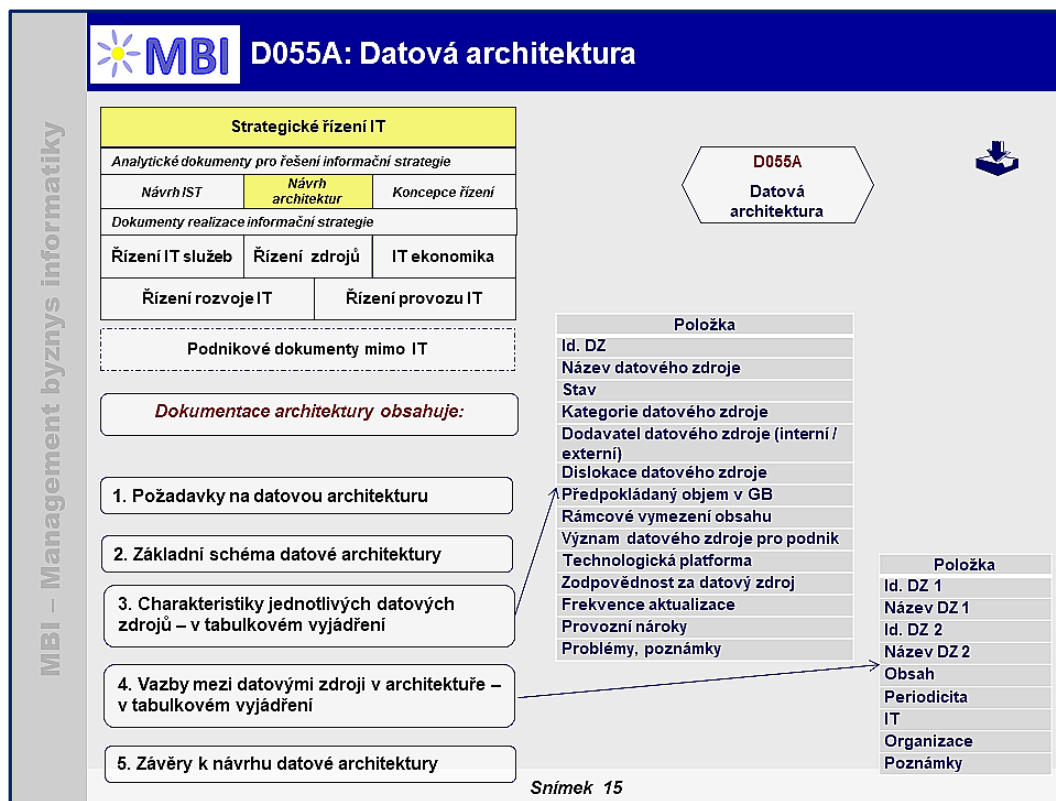 MBI – Management byznys informatiky
MBI
D055A: Datová architektura
Strategické řízení IT
Analytické dokumenty pro řešení informační strategie
Návrh IST
Návrh
architektur
Koncepce řízení
Dokumenty realizace informační strategie
Řízení IT služeb
Řízení zdrojů
IT ekonomika
Řízení rozvoje IT
Řízení provozu IT
Podnikové dokumenty mimo IT
D055A
Datová
architektura
Dokumentace architektury obsahuje:
1. Požadavky na datovou architekturu
2. Základní schéma datové architektury
3. Charakteristiky jednotlivých datových
zdrojů – v tabulkovém vyjádření
4. Vazby mezi datovými zdroji v architektuře –
v tabulkovém vyjádření
5. Závěry k návrhu datové architektury
Položka
Id. DZ
Název datového zdroje
Stav
Kategorie datového zdroje
Dodavatel datového zdroje (interní /
externí)
Dislokace datového zdroje
Předpokládaný objem v GB
Rámcové vymezení obsahu
Význam datového zdroje pro podnik
Technologická platforma
Zodpovědnost za datový zdroj
Frekvence aktualizace
Provozní nároky
Problémy, poznámky
Položka
Id. DZ 1
Název DZ 1
Id. DZ 2
Název DZ 2
Obsah
Periodicita
IT
Organizace
Poznámky
Snímek 15